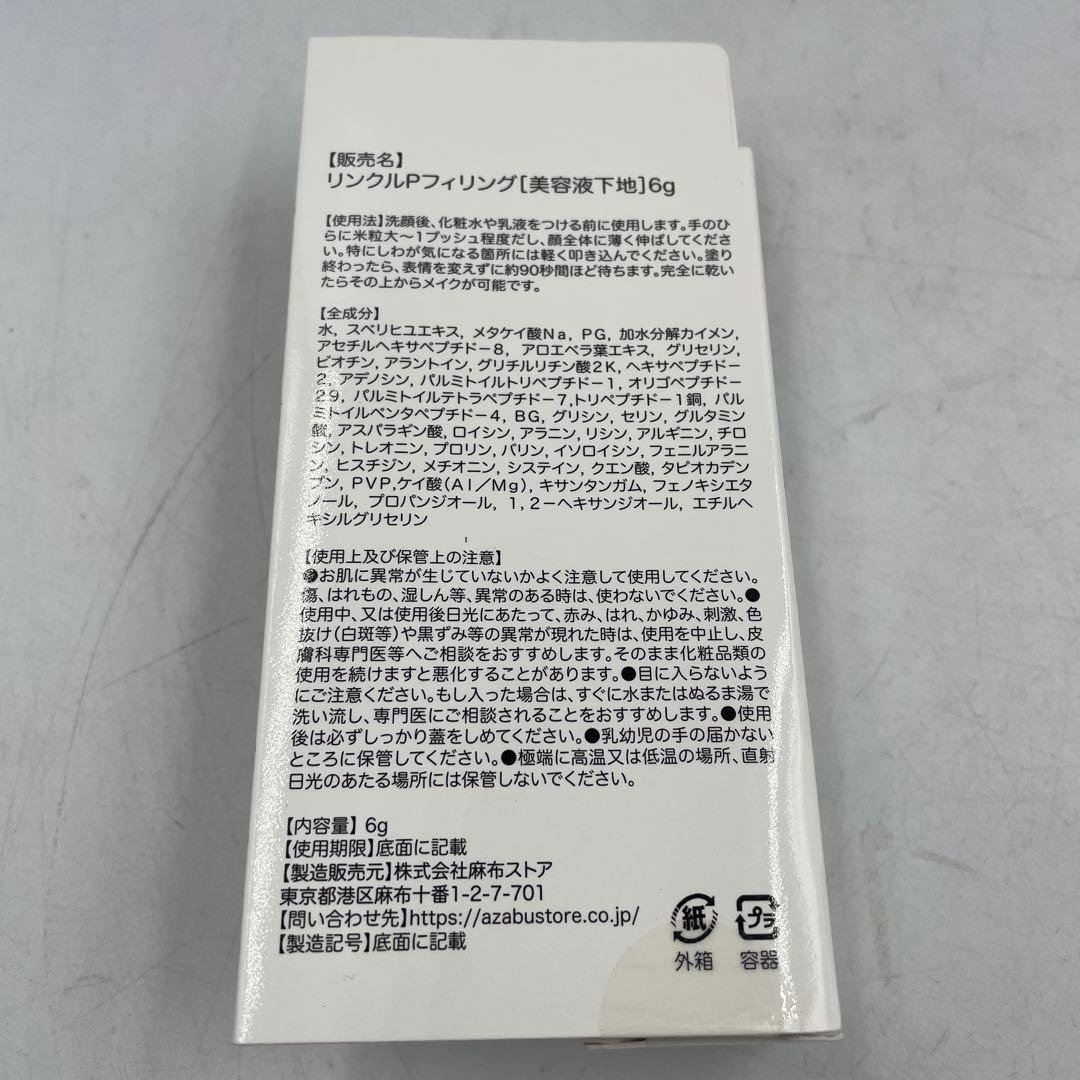 【販売名】
リンクルPフィリング[美容液下地]6g
【使用法】洗顔後、化粧水や乳液をつける前に使用します。手のひ
らに米粒大～1プッシュ程度だし、顔全体に薄く伸ばしてくださ
い。特にしわが気になる箇所には軽く叩き込んでください。塗り
終わったら、表情を変えずに約90秒間ほど待ちます。完全に乾い
たらその上からメイクが可能です。
【全成分】
水, スベリヒユエキス, メタケイ酸Na, PG, 加水分解カイメン,
アセチルヘキサペプチドー8, アロエベラ葉エキス, グリセリン,
ビオチン, アラントイン, グリチルリチン酸2K, ヘキサペプチドー
2, アデノシン, パルミトイルトリペプチドー1, オリゴペプチドー
29, パルミトイルテトラペプチドー7,トリペプチドー1銅, パル
ミトイルペンタペプチドー4, BG, グリシン, セリン, グルタミン
酸, アスパラギン酸, ロイシン, アラニン, リシン, アルギニン, チロ
シン, トレオニン, プロリン, バリン, イソロイシン, フェニルアラニ
ン, ヒスチジン, メチオニン, システイン, クエン酸, タピオカデン
プン, PVP,ケイ酸(Al/Mg), キサンタンガム, フェノキシエタ
ノール, プロパンジオール, 1,2ーヘキサンジオール, エチルヘ
キシルグリセリン
【使用上及び保管上の注意】
●お肌に異常が生じていないかよく注意して使用してください。
傷、はれもの、湿しん等、異常のある時は、使わないでください。●
使用中、又は使用後日光にあたって、赤み、はれ、かゆみ、刺激、色
抜け(白斑等)や黒ずみ等の異常が現れた時は、使用を中止し、皮
膚科専門医等へご相談をおすすめします。そのまま化粧品類の
使用を続けますと悪化することがあります。●目に入らないよう
にご注意ください。もし入った場合は、すぐに水またはぬるま湯で
洗い流し、専門医にご相談されることをおすすめします。●使用
後は必ずしっかり蓋をしめてください。●乳幼児の手の届かない
ところに保管してください。●極端に高温又は低温の場所、直射
日光のあたる場所には保管しないでください。
【内容量】6g
【使用期限】底面に記載
【製造販売元】株式会社麻布ストア
東京都港区麻布十番1-2-7-701
【問い合わせ先】https://azabustore.co.jp/
【製造記号】底面に記載
紙 プラ
外箱 容器